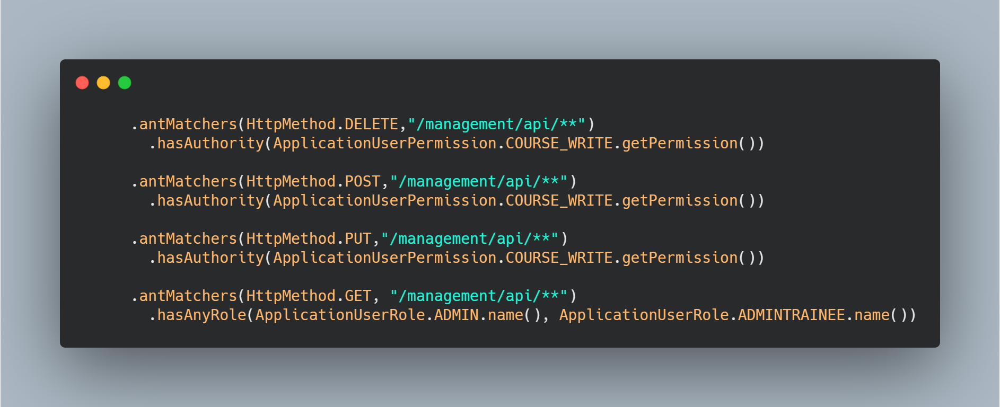 .antMatchers(HttpMethod.DELETE,"/management/api/**")
.hasAuthority(ApplicationUserPermission.COURSE_WRITE.getPermission())
.antMatchers(HttpMethod.POST,"/management/api/**")
.hasAuthority(ApplicationUserPermission.COURSE_WRITE.getPermission())
.antMatchers(HttpMethod.PUT,"/management/api/**")
.hasAuthority(ApplicationUserPermission.COURSE_WRITE.getPermission())
.antMatchers(HttpMethod.GET, "/management/api/**")
.hasAnyRole(ApplicationUserRole.ADMIN.name(), ApplicationUserRole.ADMINTRAINEE.name())